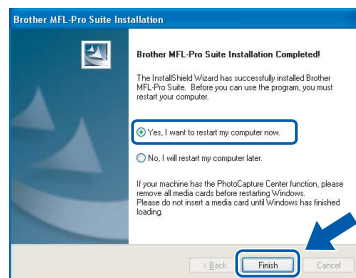 Brother MFL-Pro Suite Installation
Brother MFL-Pro Suite Installation Completed!
The InstallShield Wizard has successfully installed Brother
MFL-Pro Suite. Before you can use the program, you must
restart your computer.
Yes, I want to restart my computer now.
No, I will restart my computer later.
If your machine has the PhotoCapture Center function, please
remove all media cards before restarting Windows.
Please do not insert a media card until Windows has finished
loading.
< Back
Finish
Cancel